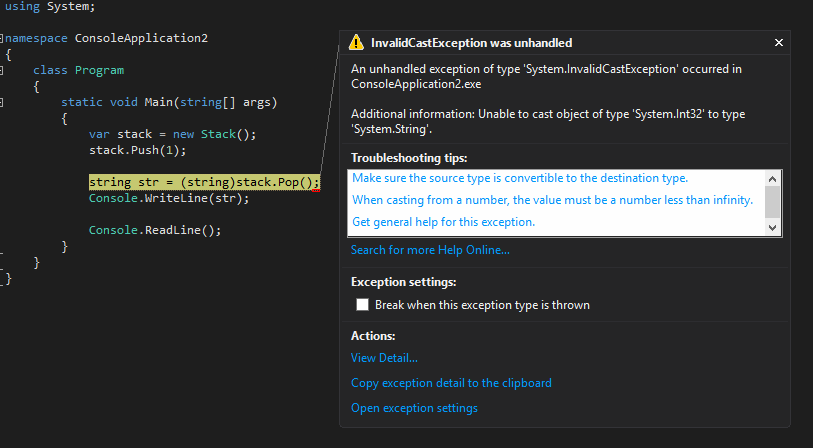 using System;
namespace ConsoleApplication2
{
class Program
{
static void Main(string[] args)
{
var stack = new Stack();
stack.Push(1);
string str = (string)stack.Pop();
Console.WriteLine(str);
Console.ReadLine();
}
}
}
InvalidCastException was unhandled
An unhandled exception of type 'System.InvalidCastException' occurred in
ConsoleApplication2.exe
Additional information: Unable to cast object of type 'System.Int32' to type
'System.String'.
Troubleshooting tips:
Make sure the source type is convertible to the destination type.
When casting from a number, the value must be a number less than infinity.
Get general help for this exception.
Search for more Help Online...
Exception settings:
Break when this exception type is thrown
Actions:
View Detail...
Copy exception detail to the clipboard
Open exception settings